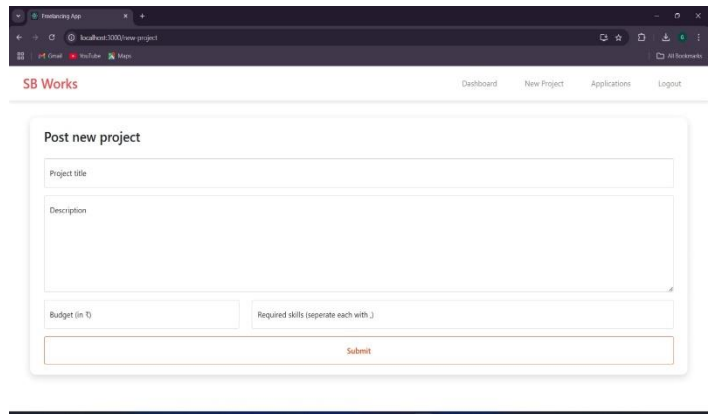 Freelancing App
localhost:3000/new-project
Gmail YouTube Maps All Bookmarks
SB Works Dashboard New Project Applications Logout
Post new project
Project title
Description
Budget (in ₹) Required skills (seperate each with ,)
Submit